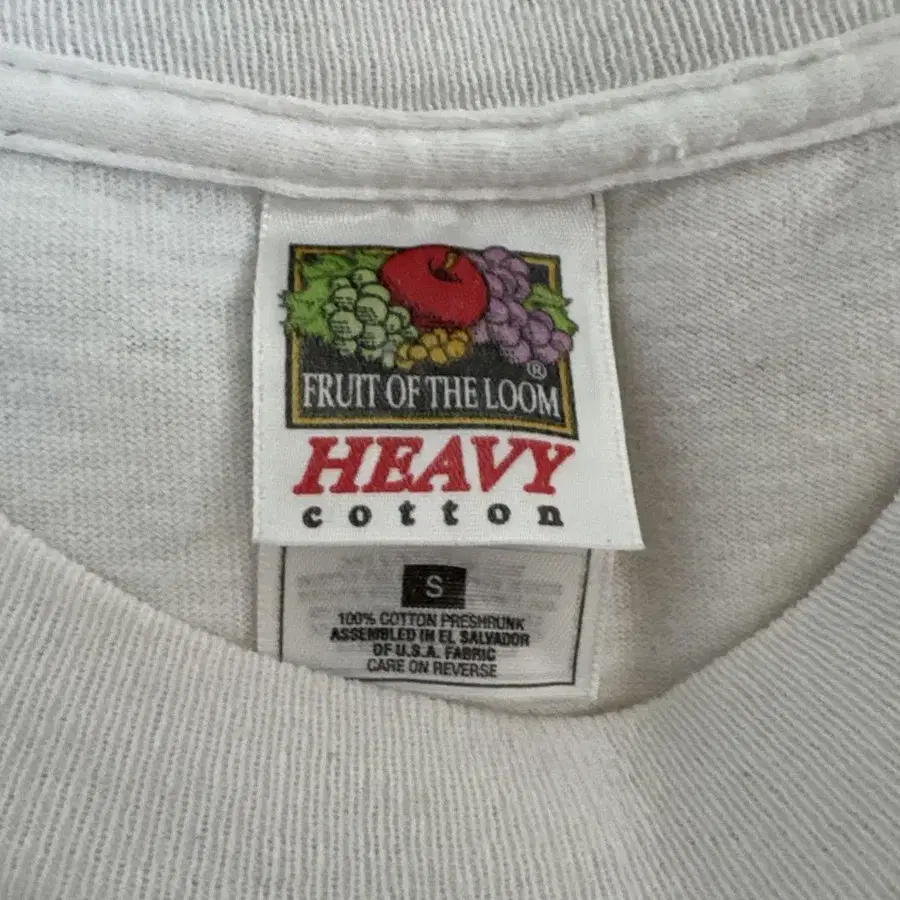 ®
FRUIT OF THE LOOM
HEAVY
cotton
S
100% COTTON PRESHRUNK
ASSEMBLED IN EL SALVADOR
OF U.S.A. FABRIC
CARE ON REVERSE